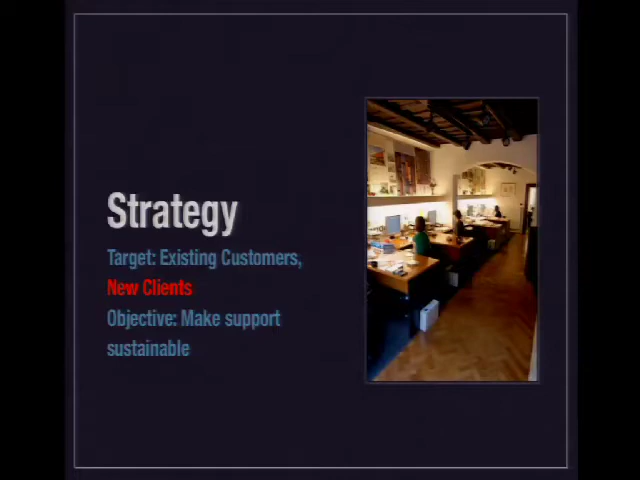 Strategy
Target: Existing Customers,
New Clients
Objective: Make support
sustainable